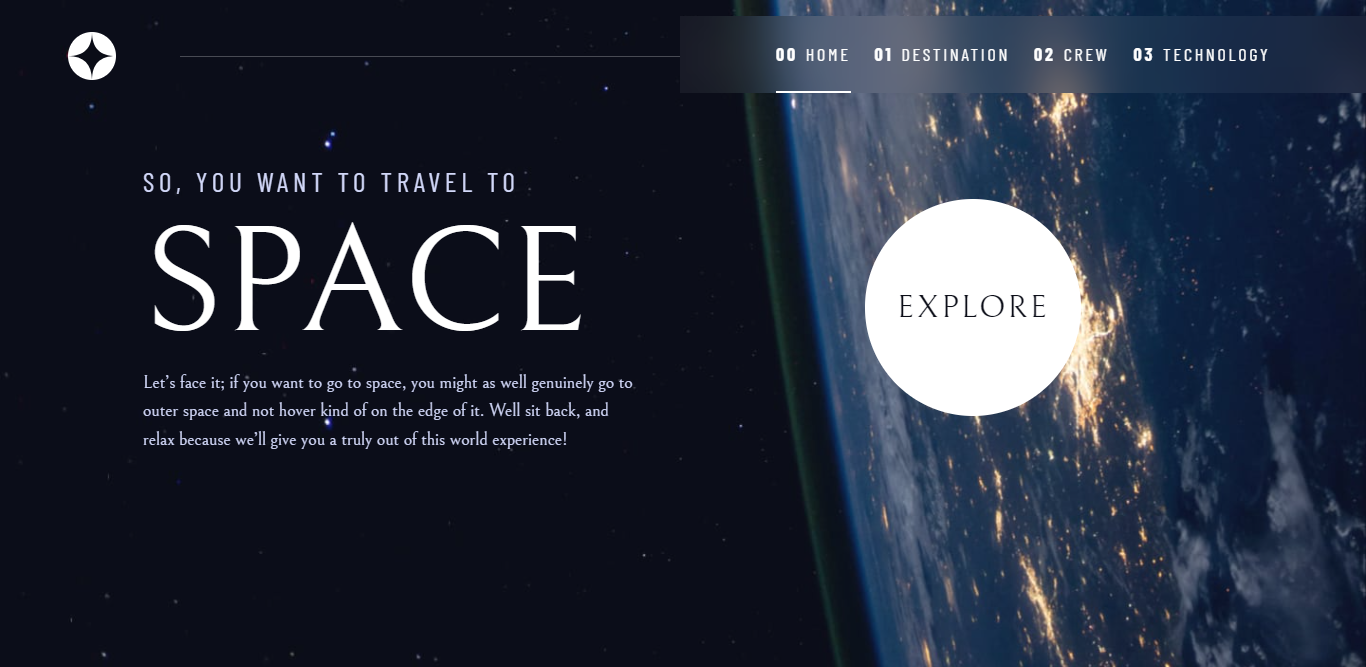 00 HOME 01 DESTINATION 02 CREW 03 TECHNOLOGY
SO, YOU WANT TO TRAVEL TO
SPACE
Let’s face it; if you want to go to space, you might as well genuinely go to
outer space and not hover kind of on the edge of it. Well sit back, and
relax because we’ll give you a truly out of this world experience!
EXPLORE